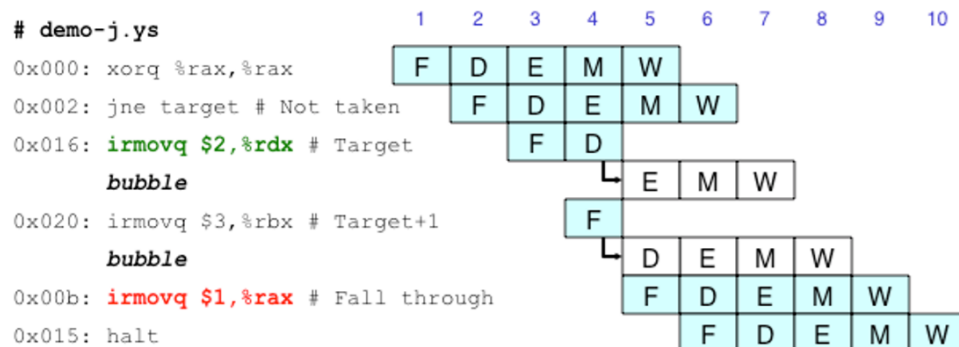 1 2 3 4 5 6 7 8 9 10
# demo-j.ys
0x000: xorq %rax,%rax F D E M W
0x002: jne target # Not taken F D E M W
0x016: irmovq $2,%rdx # Target F D
bubble E M W
0x020: irmovq $3,%rbx # Target+1 F
bubble D E M W
0x00b: irmovq $1,%rax # Fall through F D E M W
0x015: halt F D E M W